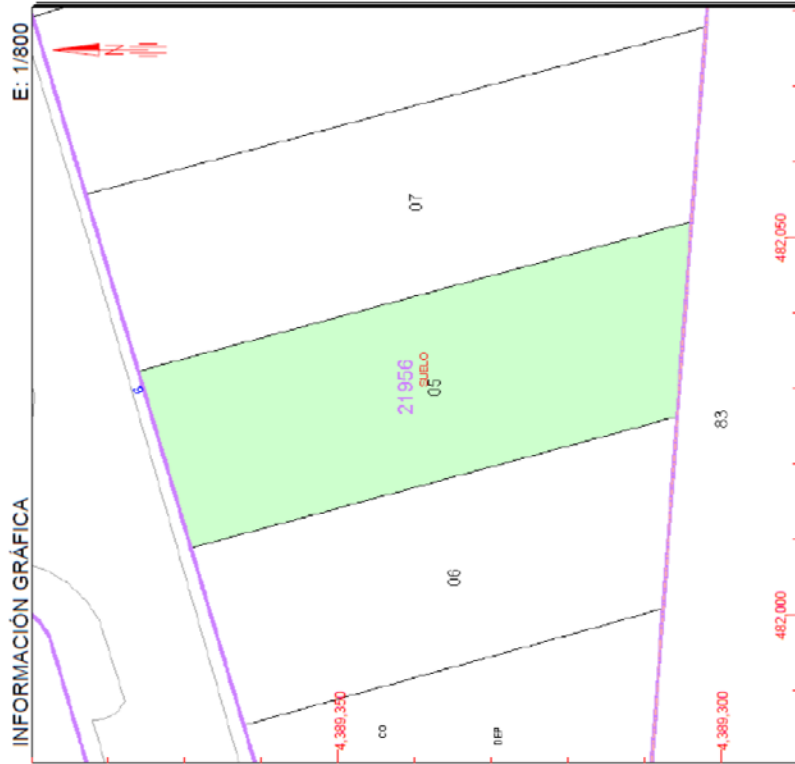 INFORMACIÓN GRÁFICA
E: 1/800
N
6
07
21956
SUELO
05
06
83
CO
DEP
4,389,350
4,389,300
482,000
482,050